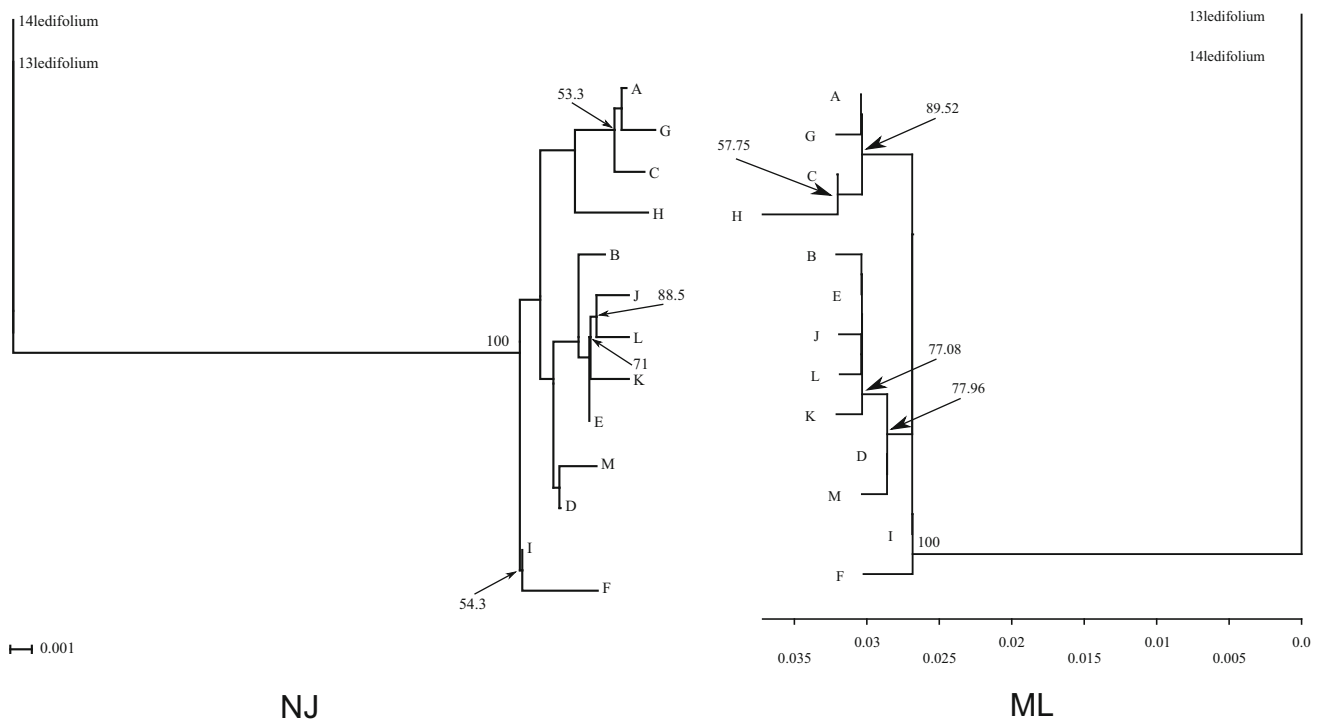 14ledifolium
13ledifolium
53.3
A
G
C
H
B
J
88.5
L
71
K
E
M
D
I
F
100
54.3
0.001
NJ
13ledifolium
14ledifolium
A
89.52
G
57.75
C
H
B
E
J
77.08
L
77.96
K
D
M
I
100
F
0.035
0.03
0.025
0.02
0.015
0.01
0.005
0.0
ML